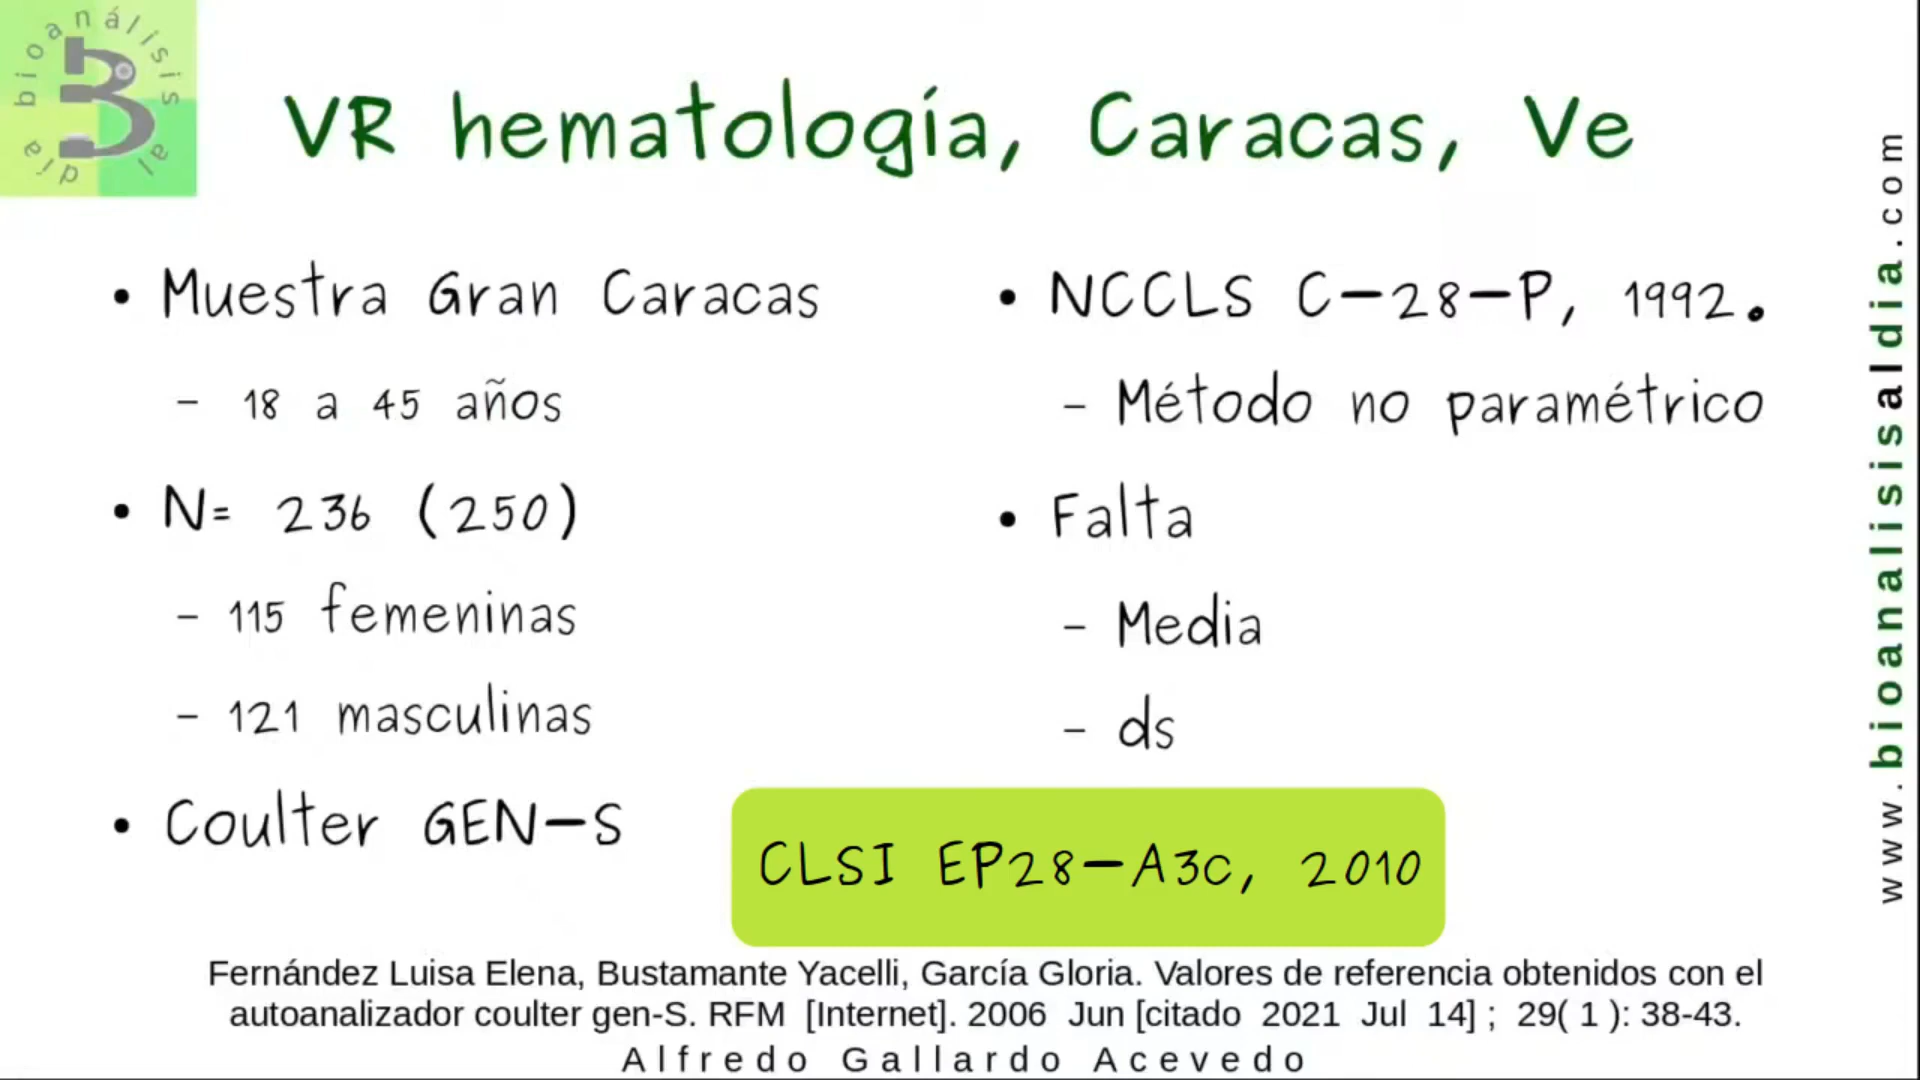 bioanálisis al día
VR hematología, Caracas, Ve
• Muestra Gran Caracas
– 18 a 45 años
• N= 236 (250)
– 115 femeninas
– 121 masculinas
• Coulter GEN-S
• NCCLS C-28-P, 1992.
– Método no paramétrico
• Falta
– Media
– ds
CLSI EP28-A3C, 2010
Fernández Luisa Elena, Bustamante Yacelli, García Gloria. Valores de referencia obtenidos con el
autoanalizador coulter gen-S. RFM [Internet]. 2006 Jun [citado 2021 Jul 14] ; 29( 1 ): 38-43.
Alfredo Gallardo Acevedo
www.bioanalisisaldia.com